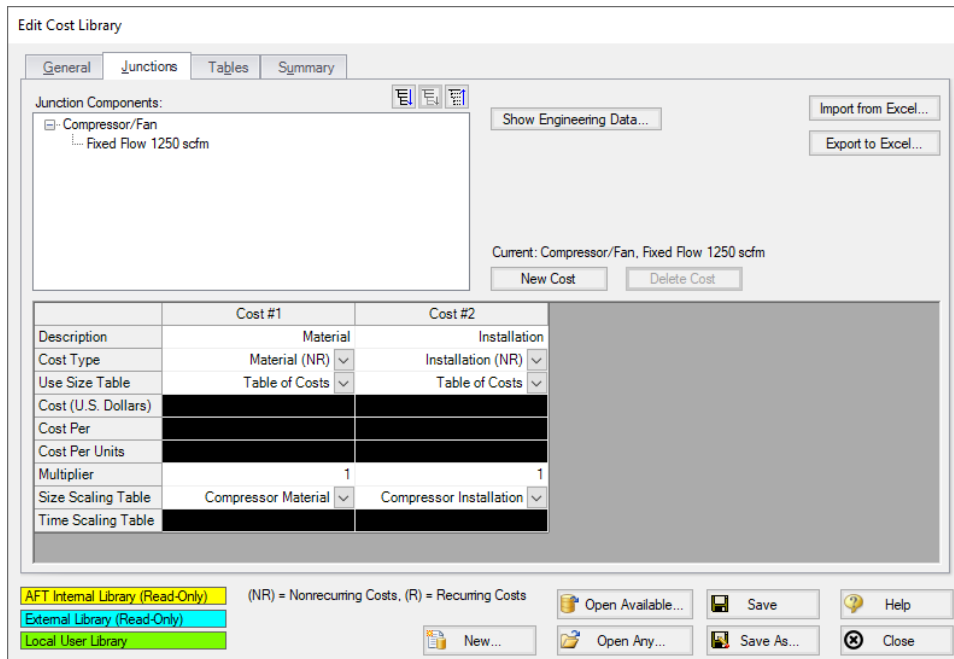 Edit Cost Library
General Junctions Tables Summary
Junction Components:
Compressor/Fan
Fixed Flow 1250 scfm
Show Engineering Data...
Import from Excel...
Export to Excel...
Current: Compressor/Fan, Fixed Flow 1250 scfm
New Cost Delete Cost
Cost #1 Cost #2
Description Material Installation
Cost Type Material (NR) Installation (NR)
Use Size Table Table of Costs Table of Costs
Cost (U.S. Dollars)
Cost Per
Cost Per Units
Multiplier 1 1
Size Scaling Table Compressor Material Compressor Installation
Time Scaling Table
AFT Internal Library (Read-Only)
External Library (Read-Only)
Local User Library
(NR) = Nonrecurring Costs, (R) = Recurring Costs
Open Available... Save Help
New... Open Any... Save As... Close